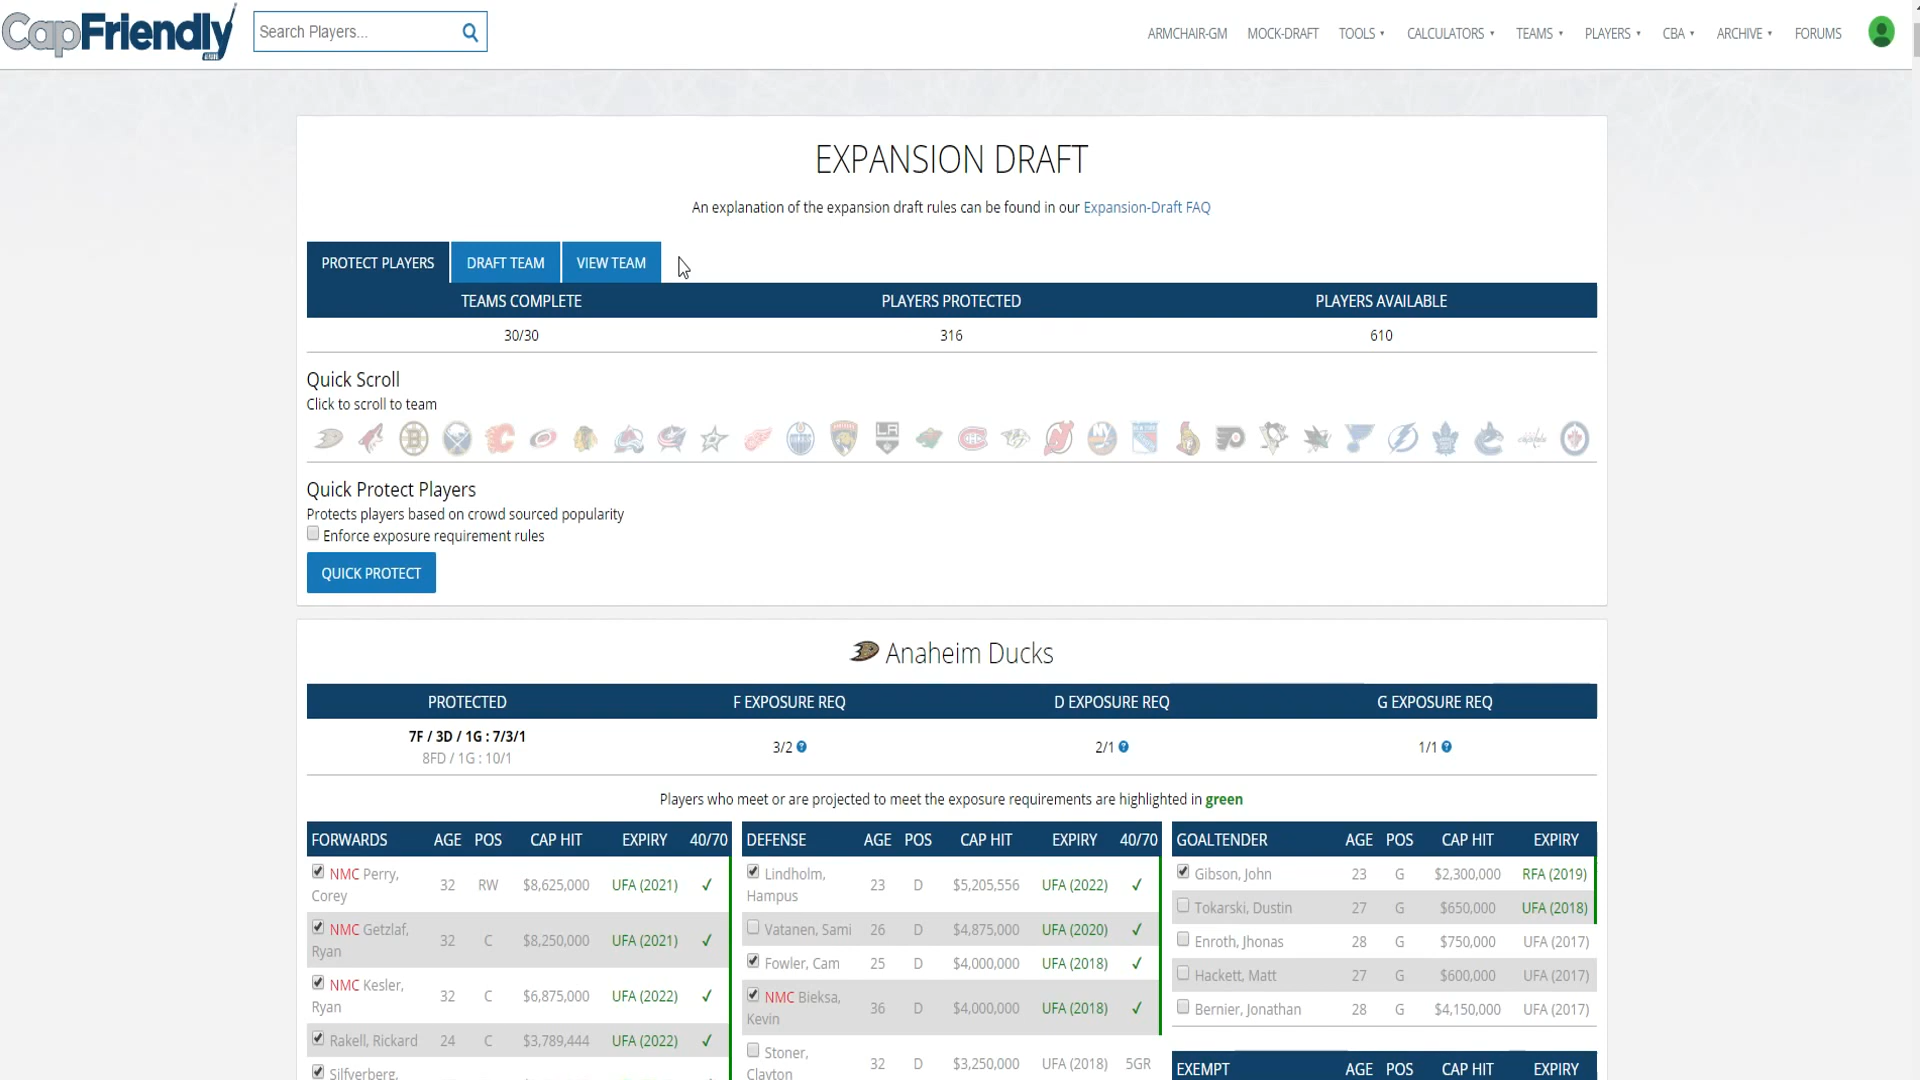 CapFriendly
Search Players...
ARMCHAIR-GM MOCK-DRAFT TOOLS CALCULATORS TEAMS PLAYERS CBA ARCHIVE FORUMS
EXPANSION DRAFT
An explanation of the expansion draft rules can be found in our Expansion-Draft FAQ
PROTECT PLAYERS DRAFT TEAM VIEW TEAM
TEAMS COMPLETE PLAYERS PROTECTED PLAYERS AVAILABLE
30/30 316 610
Quick Scroll
Click to scroll to team
Quick Protect Players
Protects players based on crowd sourced popularity
Enforce exposure requirement rules
QUICK PROTECT
Anaheim Ducks
PROTECTED F EXPOSURE REQ D EXPOSURE REQ G EXPOSURE REQ
7F / 3D / 1G : 7/3/1
8FD / 1G : 10/1
3/2 2/1 1/1
Players who meet or are projected to meet the exposure requirements are highlighted in green
FORWARDS AGE POS CAP HIT EXPIRY 40/70
NMC Perry,
Corey 32 RW $8,625,000 UFA (2021) ✓
NMC Getzlaf,
Ryan 32 C $8,250,000 UFA (2021) ✓
NMC Kesler,
Ryan 32 C $6,875,000 UFA (2022) ✓
Rakell, Rickard 24 C $3,789,444 UFA (2022) ✓
Silfverberg,
DEFENSE AGE POS CAP HIT EXPIRY 40/70
Lindholm,
Hampus 23 D $5,205,556 UFA (2022) ✓
Vatanen, Sami 26 D $4,875,000 UFA (2020) ✓
Fowler, Cam 25 D $4,000,000 UFA (2018) ✓
NMC Bieksa,
Kevin 36 D $4,000,000 UFA (2018) ✓
Stoner,
Clayton 32 D $3,250,000 UFA (2018) 5GR
GOALTENDER AGE POS CAP HIT EXPIRY
Gibson, John 23 G $2,300,000 RFA (2019)
Tokarski, Dustin 27 G $650,000 UFA (2018)
Enroth, Jhonas 28 G $750,000 UFA (2017)
Hackett, Matt 27 G $600,000 UFA (2017)
Bernier, Jonathan 28 G $4,150,000 UFA (2017)
EXEMPT AGE POS CAP HIT EXPIRY